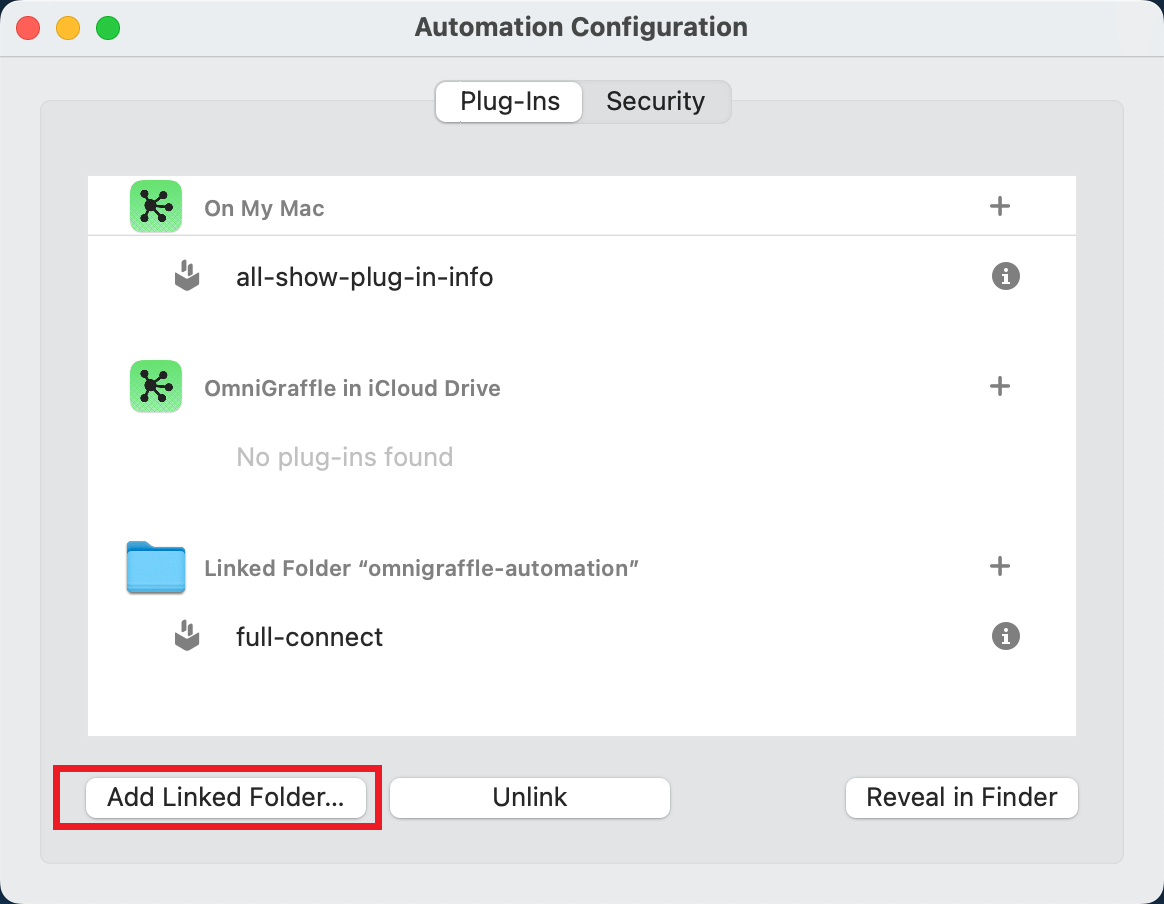 Automation Configuration
Plug-Ins Security
On My Mac
all-show-plug-in-info
OmniGraffle in iCloud Drive
No plug-ins found
Linked Folder “omnigraffle-automation”
full-connect
Add Linked Folder... Unlink Reveal in Finder